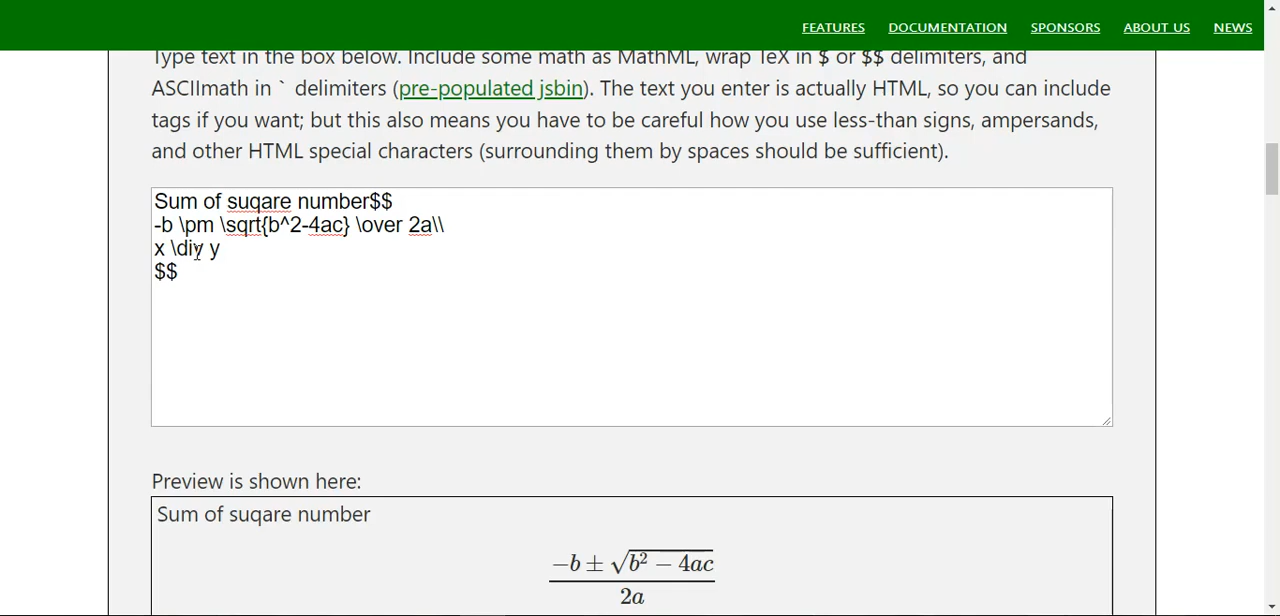 FEATURES DOCUMENTATION SPONSORS ABOUT US NEWS
Type text in the box below. Include some math as MathML, wrap TeX in $ or $$ delimiters, and
ASCIImath in ` delimiters (pre-populated jsbin). The text you enter is actually HTML, so you can include
tags if you want; but this also means you have to be careful how you use less-than signs, ampersands,
and other HTML special characters (surrounding them by spaces should be sufficient).
Sum of suqare number$$
-b \pm \sqrt{b^2-4ac} \over 2a\\
x \div y
$$
Preview is shown here:
Sum of suqare number
−b ± √b² − 4ac
2a